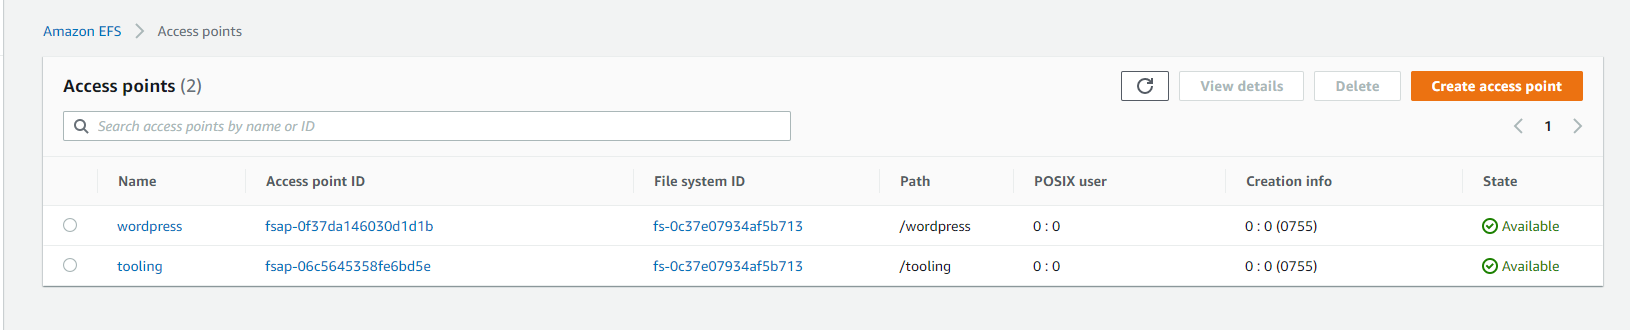 Amazon EFS > Access points
Access points (2)
View details
Delete
Create access point
Search access points by name or ID
1
Name Access point ID File system ID Path POSIX user Creation info State
wordpress fsap-0f37da146030d1d1b fs-0c37e07934af5b713 /wordpress 0 : 0 0 : 0 (0755) Available
tooling fsap-06c5645358fe6bd5e fs-0c37e07934af5b713 /tooling 0 : 0 0 : 0 (0755) Available